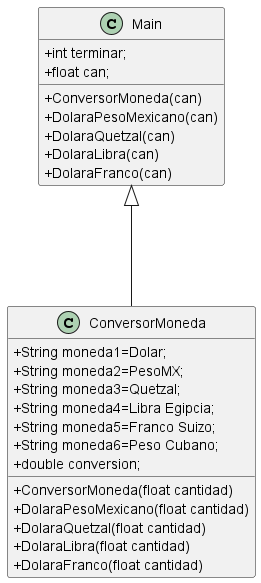 C Main
+int terminar;
+float can;
+ConversorMoneda(can)
+DolaraPesoMexicano(can)
+DolaraQuetzal(can)
+DolaraLibra(can)
+DolaraFranco(can)
C ConversorMoneda
+String moneda1=Dolar;
+String moneda2=PesoMX;
+String moneda3=Quetzal;
+String moneda4=Libra Egipcia;
+String moneda5=Franco Suizo;
+String moneda6=Peso Cubano;
+double conversion;
+ConversorMoneda(float cantidad)
+DolaraPesoMexicano(float cantidad)
+DolaraQuetzal(float cantidad)
+DolaraLibra(float cantidad)
+DolaraFranco(float cantidad)